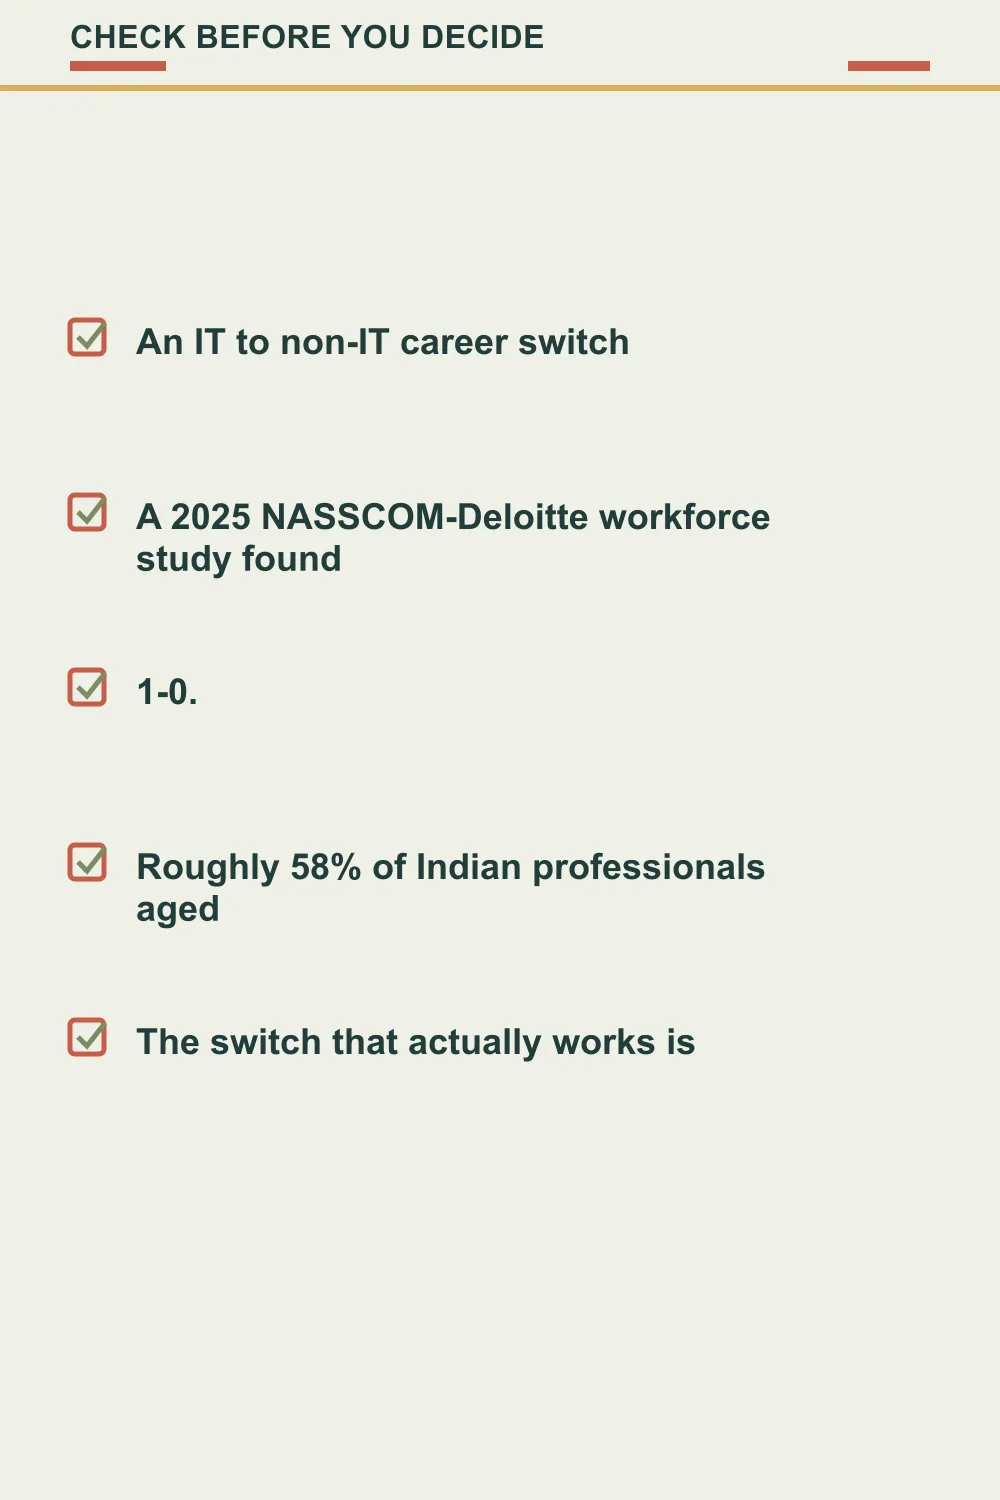 CHECK BEFORE YOU DECIDE
An IT to non-IT career switch
A 2025 NASSCOM-Deloitte workforce
study found
1-0.
Roughly 58% of Indian professionals
aged
The switch that actually works is